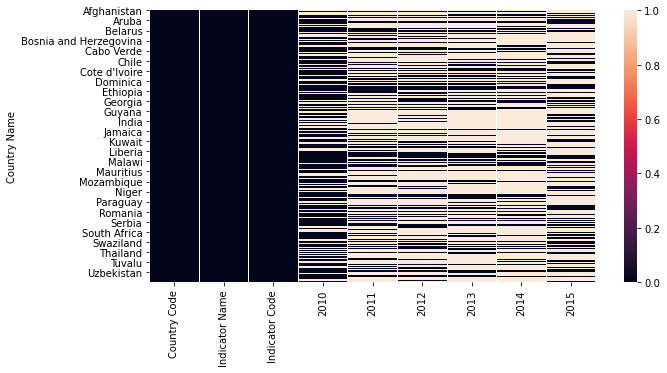 Country Name
Afghanistan
Aruba
Belarus
Bosnia and Herzegovina
Cabo Verde
Chile
Cote d'Ivoire
Dominica
Ethiopia
Georgia
Guyana
India
Jamaica
Kuwait
Liberia
Malawi
Mauritius
Mozambique
Niger
Paraguay
Romania
Serbia
South Africa
Swaziland
Thailand
Tuvalu
Uzbekistan
Country Code
Indicator Name
Indicator Code
2010
2011
2012
2013
2014
2015
1.0
0.8
0.6
0.4
0.2
0.0